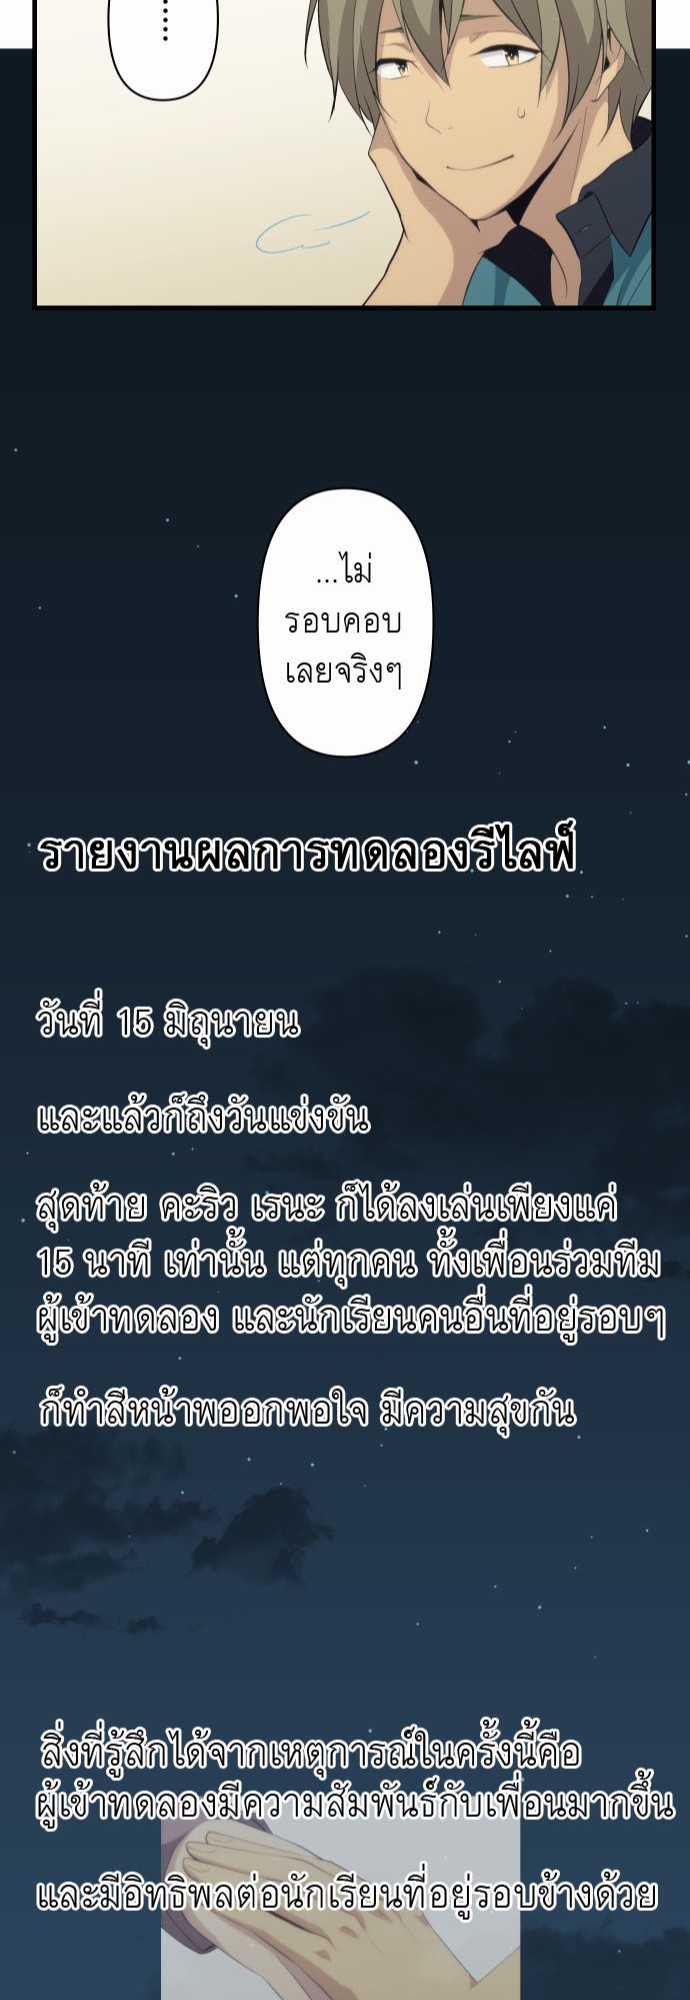 ......
...ไม่
รอบคอบ
เลยจริงๆ
รายงานผลการทดลองรีไลฟ์
วันที่ 15 มิถุนายน
และแล้วก็ถึงวันแข่งขัน
สุดท้าย คะริว เรนะ ก็ได้ลงเล่นเพียงแค่
15 นาที เท่านั้น แต่ทุกคน ทั้งเพื่อนร่วมทีม
ผู้เข้าทดลอง และนักเรียนคนอื่นที่อยู่รอบๆ
ก็ทำสีหน้าพออกพอใจ มีความสุขกัน
สิ่งที่รู้สึกได้จากเหตุการณ์ในครั้งนี้คือ
ผู้เข้าทดลองมีความสัมพันธ์กับเพื่อนมากขึ้น
และมีอิทธิพลต่อนักเรียนที่อยู่รอบข้างด้วย